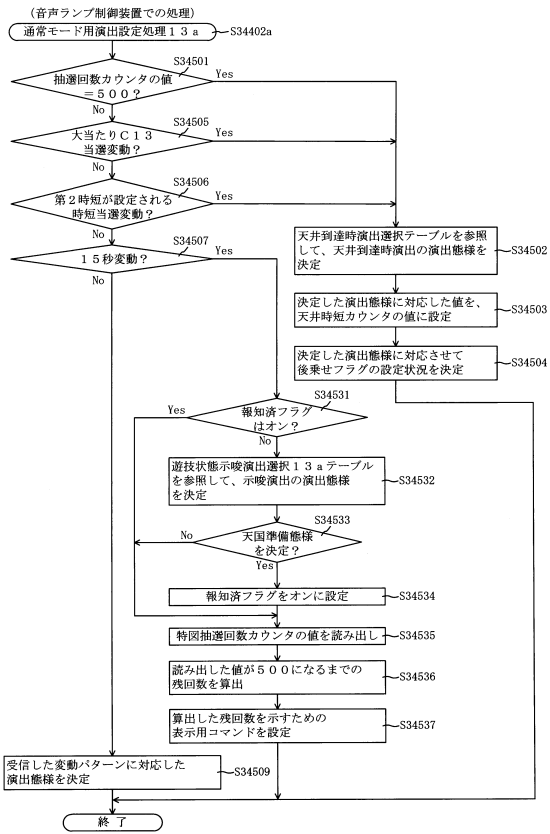 (音声ランプ制御装置での処理)
通常モード用演出設定処理13a
S34402a
S34501
抽選回数カウンタの値
=500?
Yes
No
S34505
大当たりC13
当選変動?
Yes
No
S34506
第2時短が設定される
時短当選変動?
Yes
No
S34507
15秒変動?
Yes
No
天井到達時演出選択テーブルを参照
して、天井到達時演出の演出態様を
決定
S34502
決定した演出態様に対応した値を、
天井時短カウンタの値に設定
S34503
決定した演出態様に対応させて
後乗せフラグの設定状況を決定
S34504
S34531
報知済フラグ
はオン?
Yes
No
遊技状態示唆演出選択13aテーブル
を参照して、示唆演出の演出態様
を決定
S34532
S34533
天国準備態様
を決定?
No
Yes
報知済フラグをオンに設定
S34534
特図抽選回数カウンタの値を読み出し
S34535
読み出した値が500になるまでの
残回数を算出
S34536
算出した残回数を示すための
表示用コマンドを設定
S34537
受信した変動パターンに対応した
演出態様を決定
S34509
終了